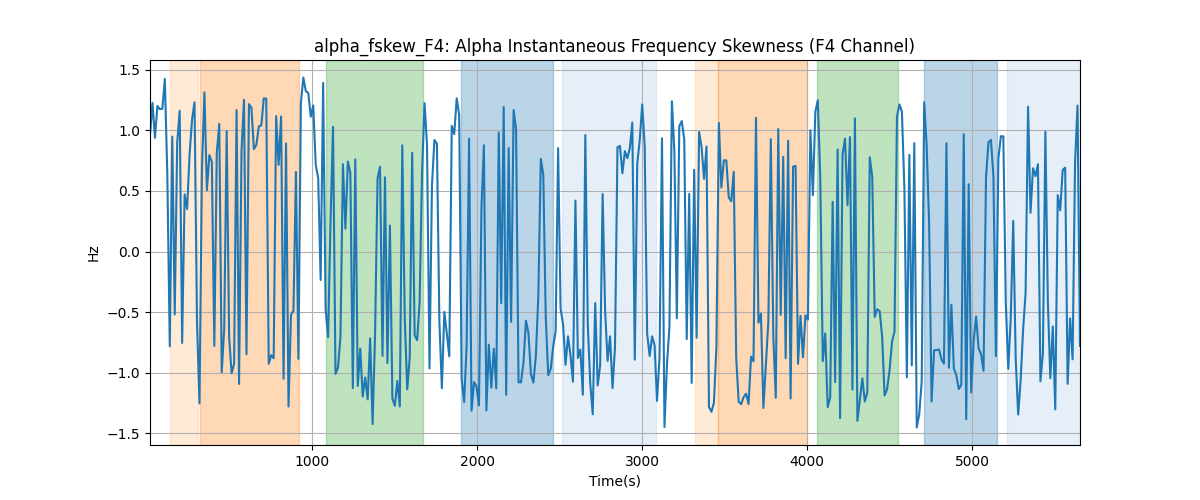 alpha_fskew_F4: Alpha Instantaneous Frequency Skewness (F4 Channel)
1.5
1.0
0.5
0.0
−0.5
−1.0
−1.5
Hz
1000 2000 3000 4000 5000
Time(s)